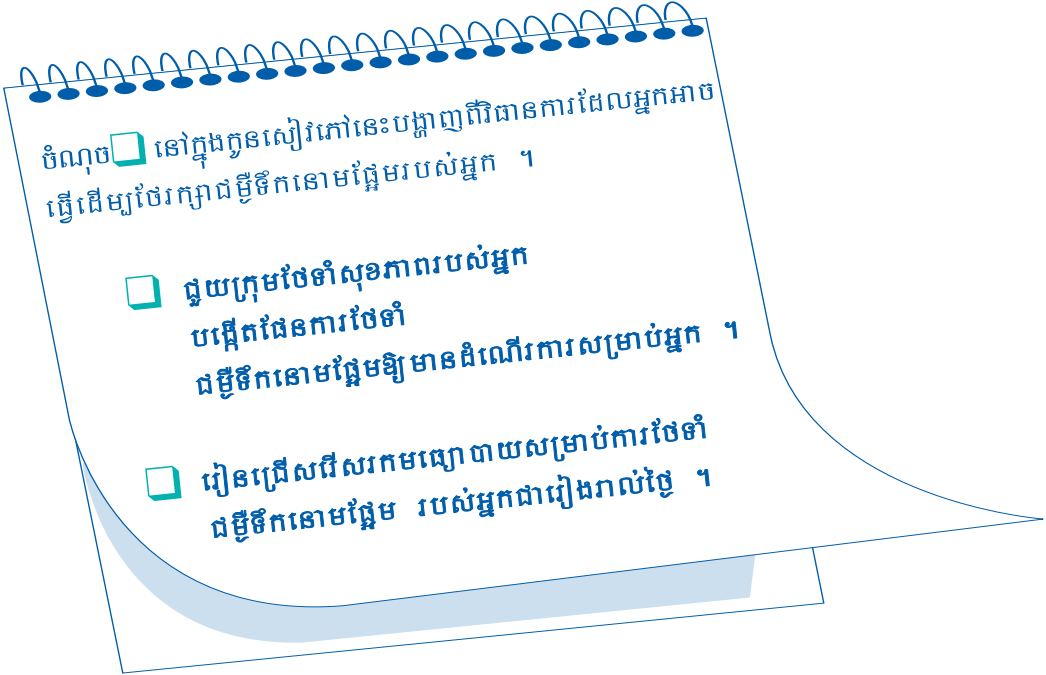 ចំណុច នៅក្នុងកូនសៀវភៅនេះបង្ហាញពីវិធានការដែលអ្នកអាច
ធ្វើដើម្បីថែរក្សាជម្ងឺទឹកនោមផ្អែមរបស់អ្នក ។
ជួយក្រុមថែទាំសុខភាពរបស់អ្នក
បង្កើតផែនការថែទាំ
ជម្ងឺទឹកនោមផ្អែមឱ្យមានដំណើរការសម្រាប់អ្នក ។
រៀនជ្រើសរើសរកមធ្យោបាយសម្រាប់ការថែទាំ
ជម្ងឺទឹកនោមផ្អែម របស់អ្នកជារៀងរាល់ថ្ងៃ ។